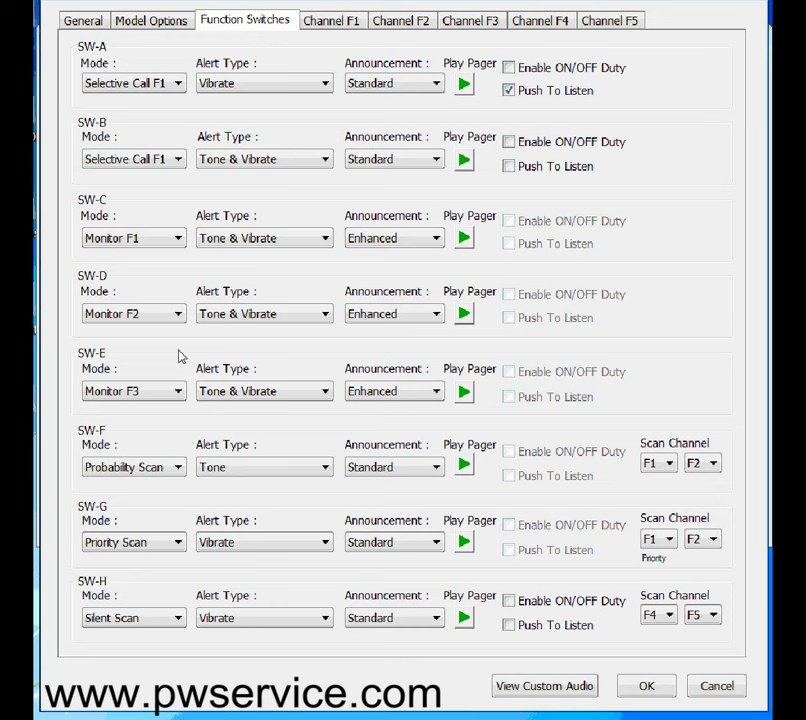 General Model Options Function Switches Channel F1 Channel F2 Channel F3 Channel F4 Channel F5
SW-A
Mode : Alert Type : Announcement : Play Pager Enable ON/OFF Duty
Selective Call F1 Vibrate Standard Push To Listen
SW-B
Mode : Alert Type : Announcement : Play Pager Enable ON/OFF Duty
Selective Call F1 Tone & Vibrate Standard Push To Listen
SW-C
Mode : Alert Type : Announcement : Play Pager Enable ON/OFF Duty
Monitor F1 Tone & Vibrate Enhanced Push To Listen
SW-D
Mode : Alert Type : Announcement : Play Pager Enable ON/OFF Duty
Monitor F2 Tone & Vibrate Enhanced Push To Listen
SW-E
Mode : Alert Type : Announcement : Play Pager Enable ON/OFF Duty
Monitor F3 Tone & Vibrate Enhanced Push To Listen
SW-F
Mode : Alert Type : Announcement : Play Pager Enable ON/OFF Duty Scan Channel
Probability Scan Tone Standard Push To Listen F1 F2
SW-G
Mode : Alert Type : Announcement : Play Pager Enable ON/OFF Duty Scan Channel
Priority Scan Vibrate Standard Push To Listen F1 F2
Priority
SW-H
Mode : Alert Type : Announcement : Play Pager Enable ON/OFF Duty Scan Channel
Silent Scan Vibrate Standard Push To Listen F4 F5
View Custom Audio OK Cancel
www.pwservice.com